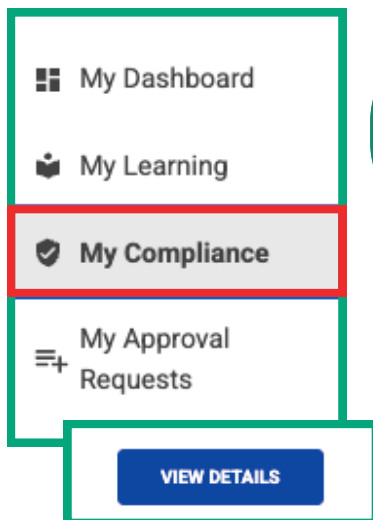 My Dashboard
My Learning
My Compliance
My Approval
Requests
VIEW DETAILS